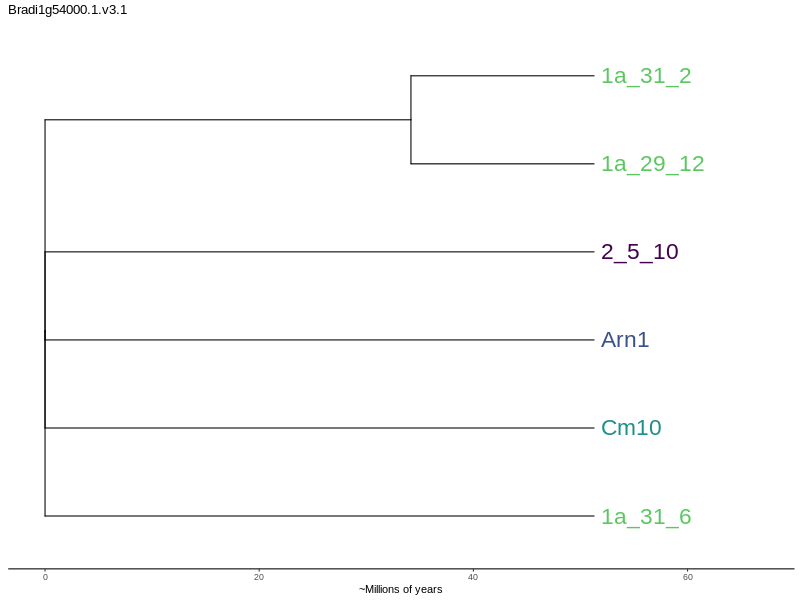 Bradi1g54000.1.v3.1
1a_31_2
1a_29_12
2_5_10
Arn1
Cm10
1a_31_6
0 20 40 60
~Millions of years